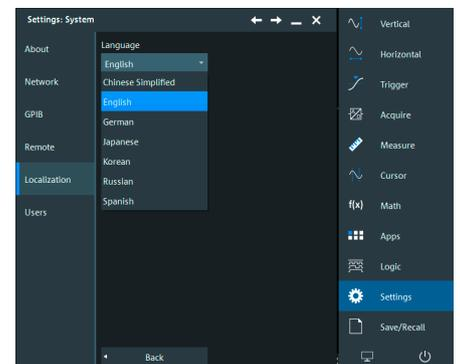 Settings: System
About
Network
GPIB
Remote
Localization
Users
Language
English
Chinese Simplified
English
German
Japanese
Korean
Russian
Spanish
Back
Vertical
Horizontal
Trigger
Acquire
Measure
Cursor
f(x) Math
Apps
Logic
Settings
Save/Recall